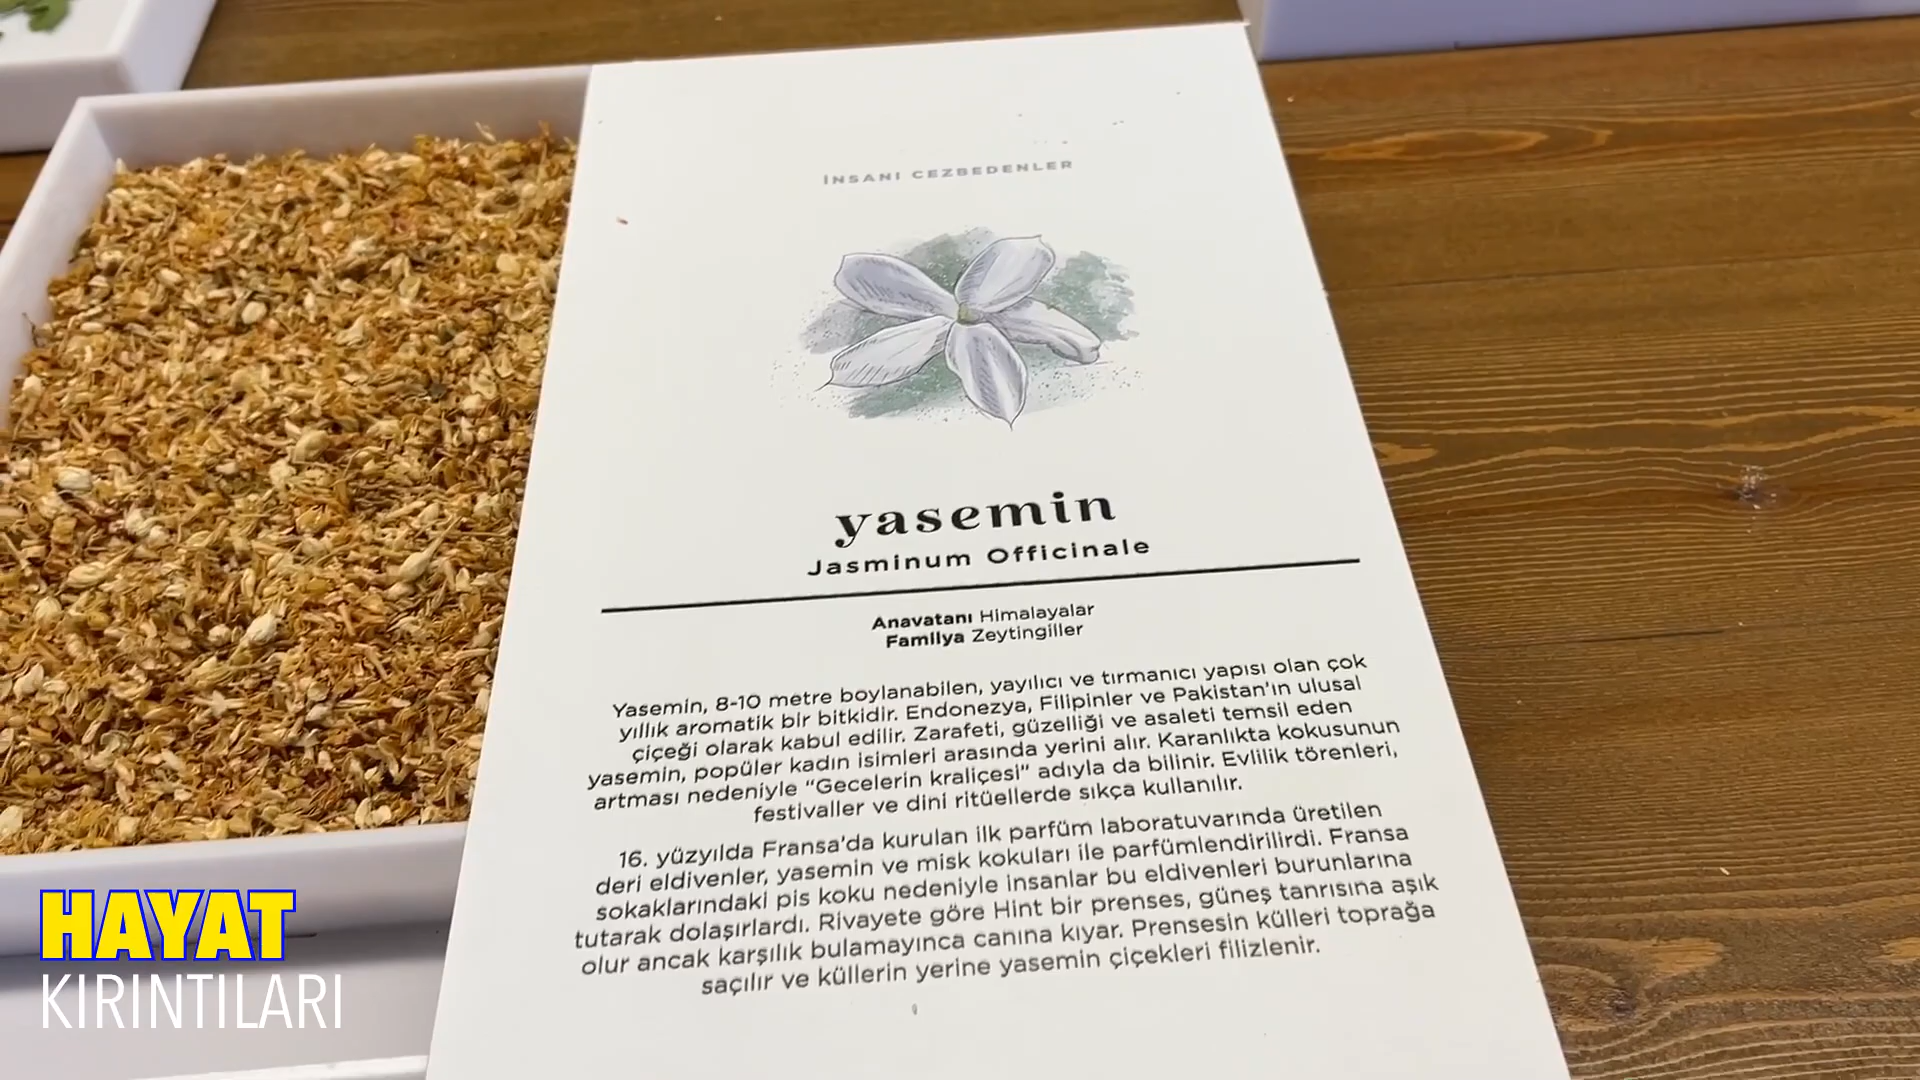 İNSANI CEZBEDENLER
yasemin
Jasminum Officinale
Anavatanı Himalayalar
Familya Zeytingiller
Yasemin, 8-10 metre boylanabilen, yayılıcı ve tırmanıcı yapısı olan çok
yıllık aromatik bir bitkidir. Endonezya, Filipinler ve Pakistan'ın ulusal
çiçeği olarak kabul edilir. Zarafeti, güzelliği ve asaleti temsil eden
yasemin, popüler kadın isimleri arasında yerini alır. Karanlıkta kokusunun
artması nedeniyle "Gecelerin kraliçesi" adıyla da bilinir. Evlilik törenleri,
festivaller ve dini ritüellerde sıkça kullanılır.
16. yüzyılda Fransa'da kurulan ilk parfüm laboratuvarında üretilen
deri eldivenler, yasemin ve misk kokuları ile parfümlendirilirdi. Fransa
sokaklarındaki pis koku nedeniyle insanlar bu eldivenleri burunlarına
tutarak dolaşırlardı. Rivayete göre Hint bir prenses, güneş tanrısına aşık
olur ancak karşılık bulamayınca canına kıyar. Prensesin külleri toprağa
saçılır ve küllerin yerine yasemin çiçekleri filizlenir.
HAYAT
KIRINTILARI